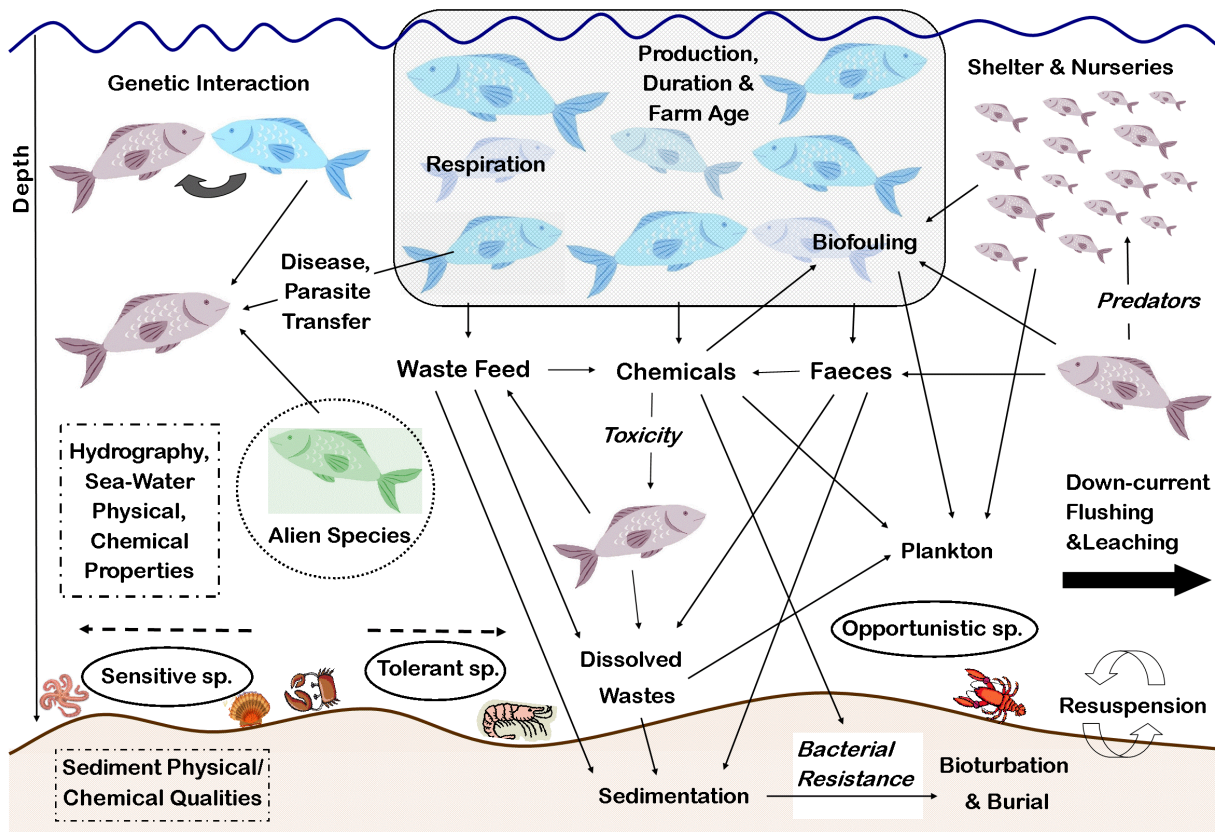 Depth
Genetic Interaction
Production,
Duration &
Farm Age
Shelter & Nurseries
Respiration
Biofouling
Disease,
Parasite
Transfer
Predators
Waste Feed
Chemicals
Faeces
Toxicity
Hydrography,
Sea-Water
Physical,
Chemical
Properties
Alien Species
Down-current
Flushing
&Leaching
Plankton
Opportunistic sp.
Sensitive sp.
Tolerant sp.
Dissolved
Wastes
Resuspension
Sediment Physical/
Chemical Qualities
Sedimentation
Bacterial
Resistance
Bioturbation
& Burial